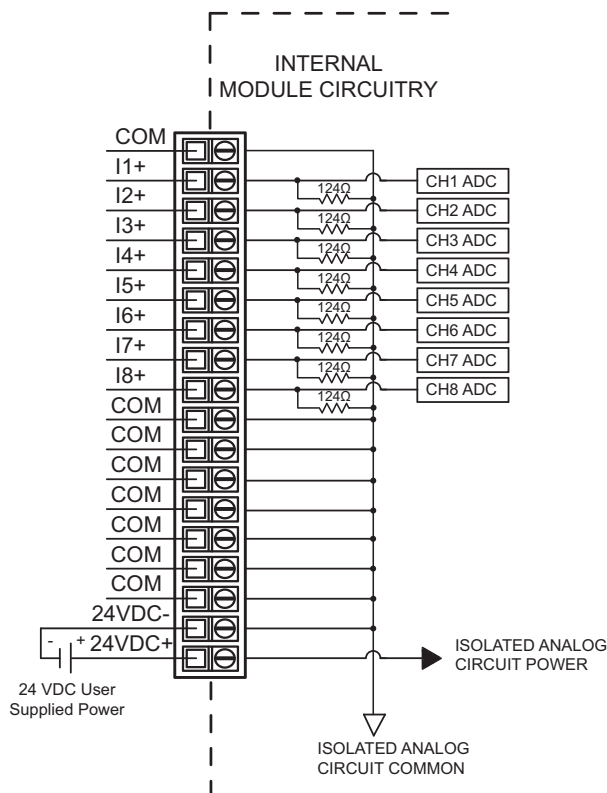 INTERNAL
MODULE CIRCUITRY
COM
I1+
CH1 ADC
124Ω
I2+
CH2 ADC
124Ω
I3+
CH3 ADC
124Ω
I4+
CH4 ADC
124Ω
I5+
CH5 ADC
124Ω
I6+
CH6 ADC
124Ω
I7+
CH7 ADC
124Ω
I8+
CH8 ADC
124Ω
COM
COM
COM
COM
COM
COM
COM
24VDC-
- + 24VDC+
ISOLATED ANALOG
CIRCUIT POWER
24 VDC User
Supplied Power
ISOLATED ANALOG
CIRCUIT COMMON